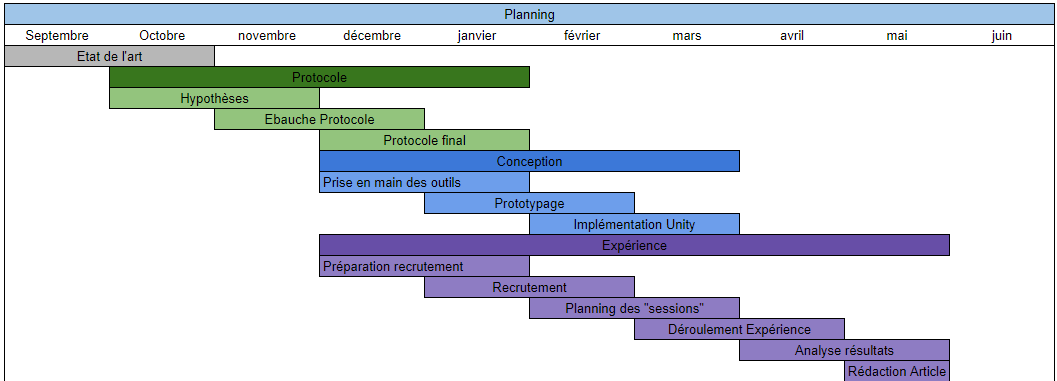 Planning
Septembre Octobre novembre décembre janvier février mars avril mai juin
Etat de l'art
Protocole
Hypothèses
Ebauche Protocole
Protocole final
Conception
Prise en main des outils
Prototypage
Implémentation Unity
Expérience
Préparation recrutement
Recrutement
Planning des "sessions"
Déroulement Expérience
Analyse résultats
Rédaction Article